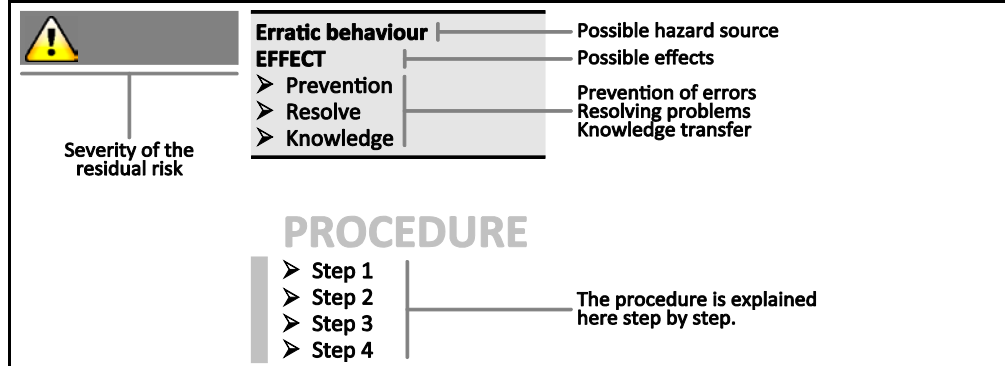 Erratic behaviour
Possible hazard source
EFFECT
Possible effects
➤ Prevention
➤ Resolve
➤ Knowledge
Prevention of errors
Resolving problems
Knowledge transfer
Severity of the
residual risk
PROCEDURE
➤ Step 1
➤ Step 2
➤ Step 3
➤ Step 4
The procedure is explained
here step by step.